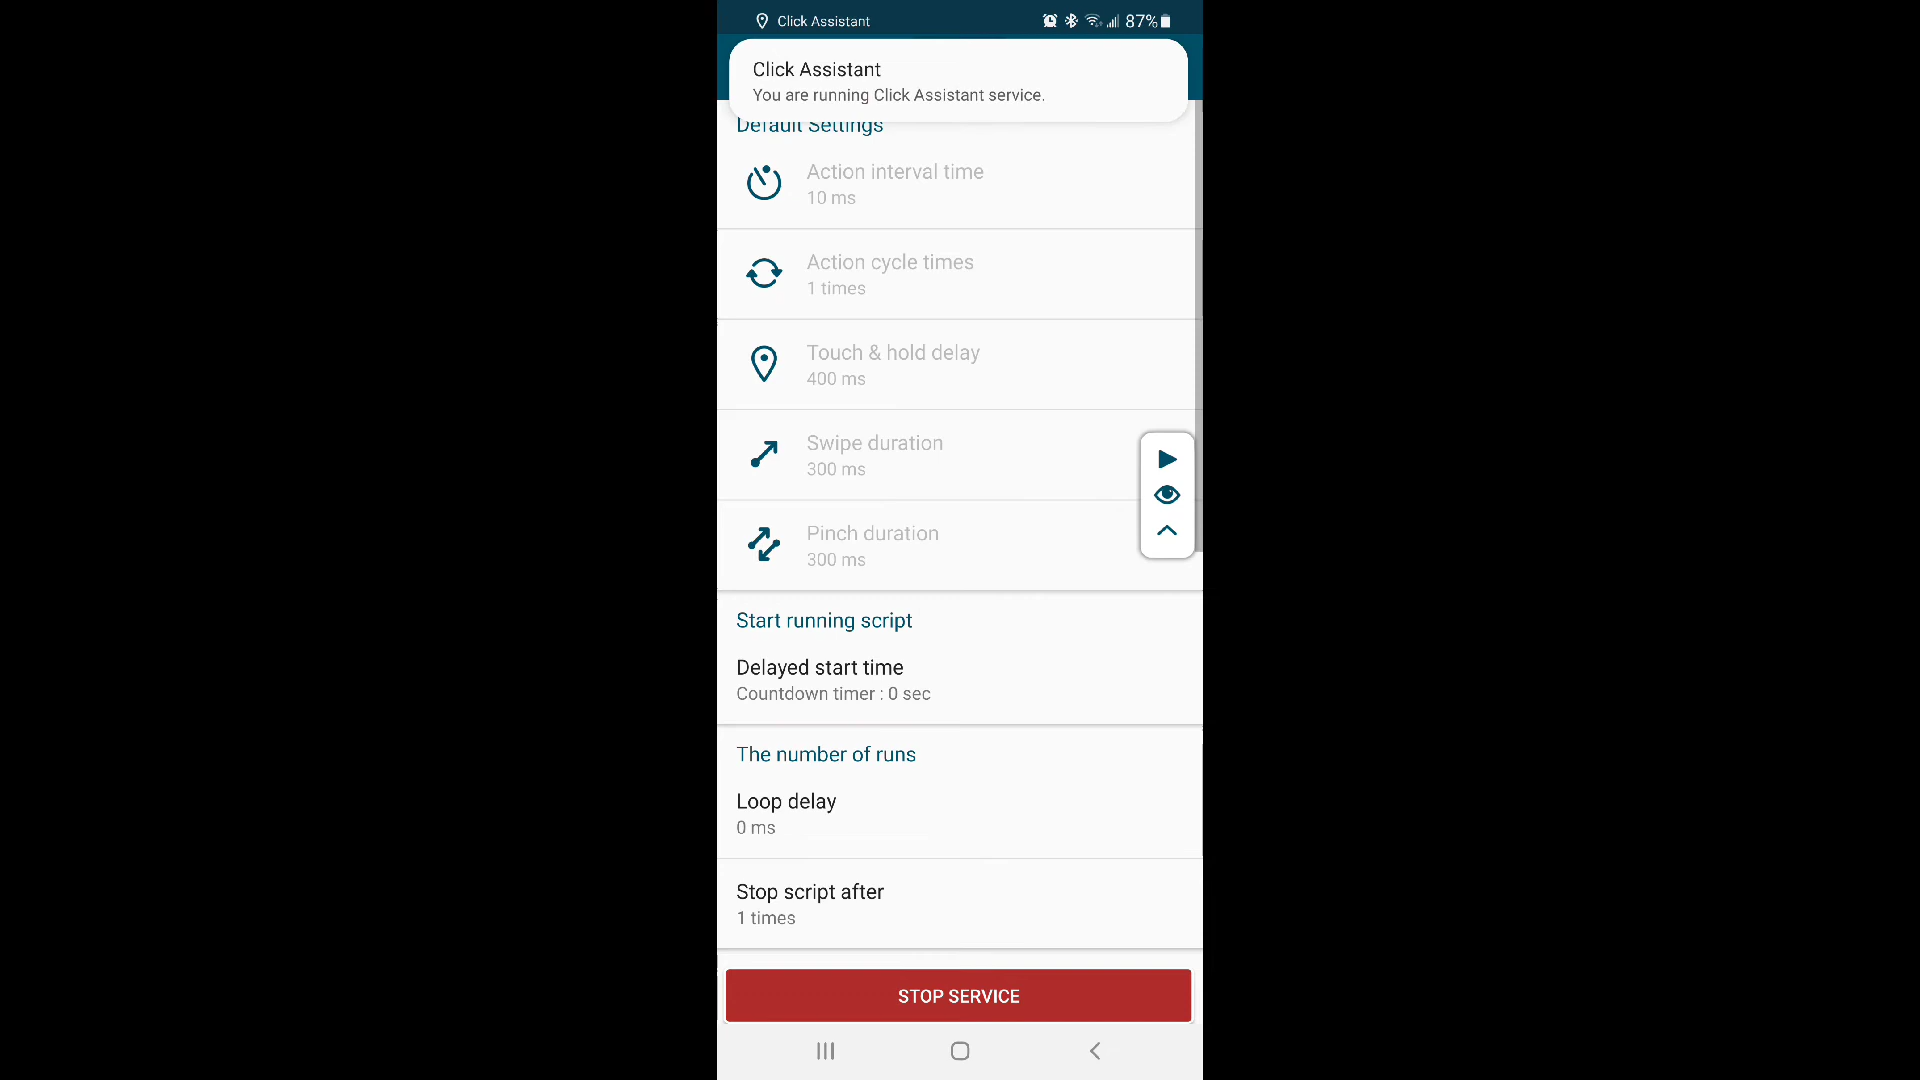 Click Assistant
87%
Click Assistant
You are running Click Assistant service.
Default Settings
Action interval time
10 ms
Action cycle times
1 times
Touch & hold delay
400 ms
Swipe duration
300 ms
Pinch duration
300 ms
Start running script
Delayed start time
Countdown timer : 0 sec
The number of runs
Loop delay
0 ms
Stop script after
1 times
STOP SERVICE